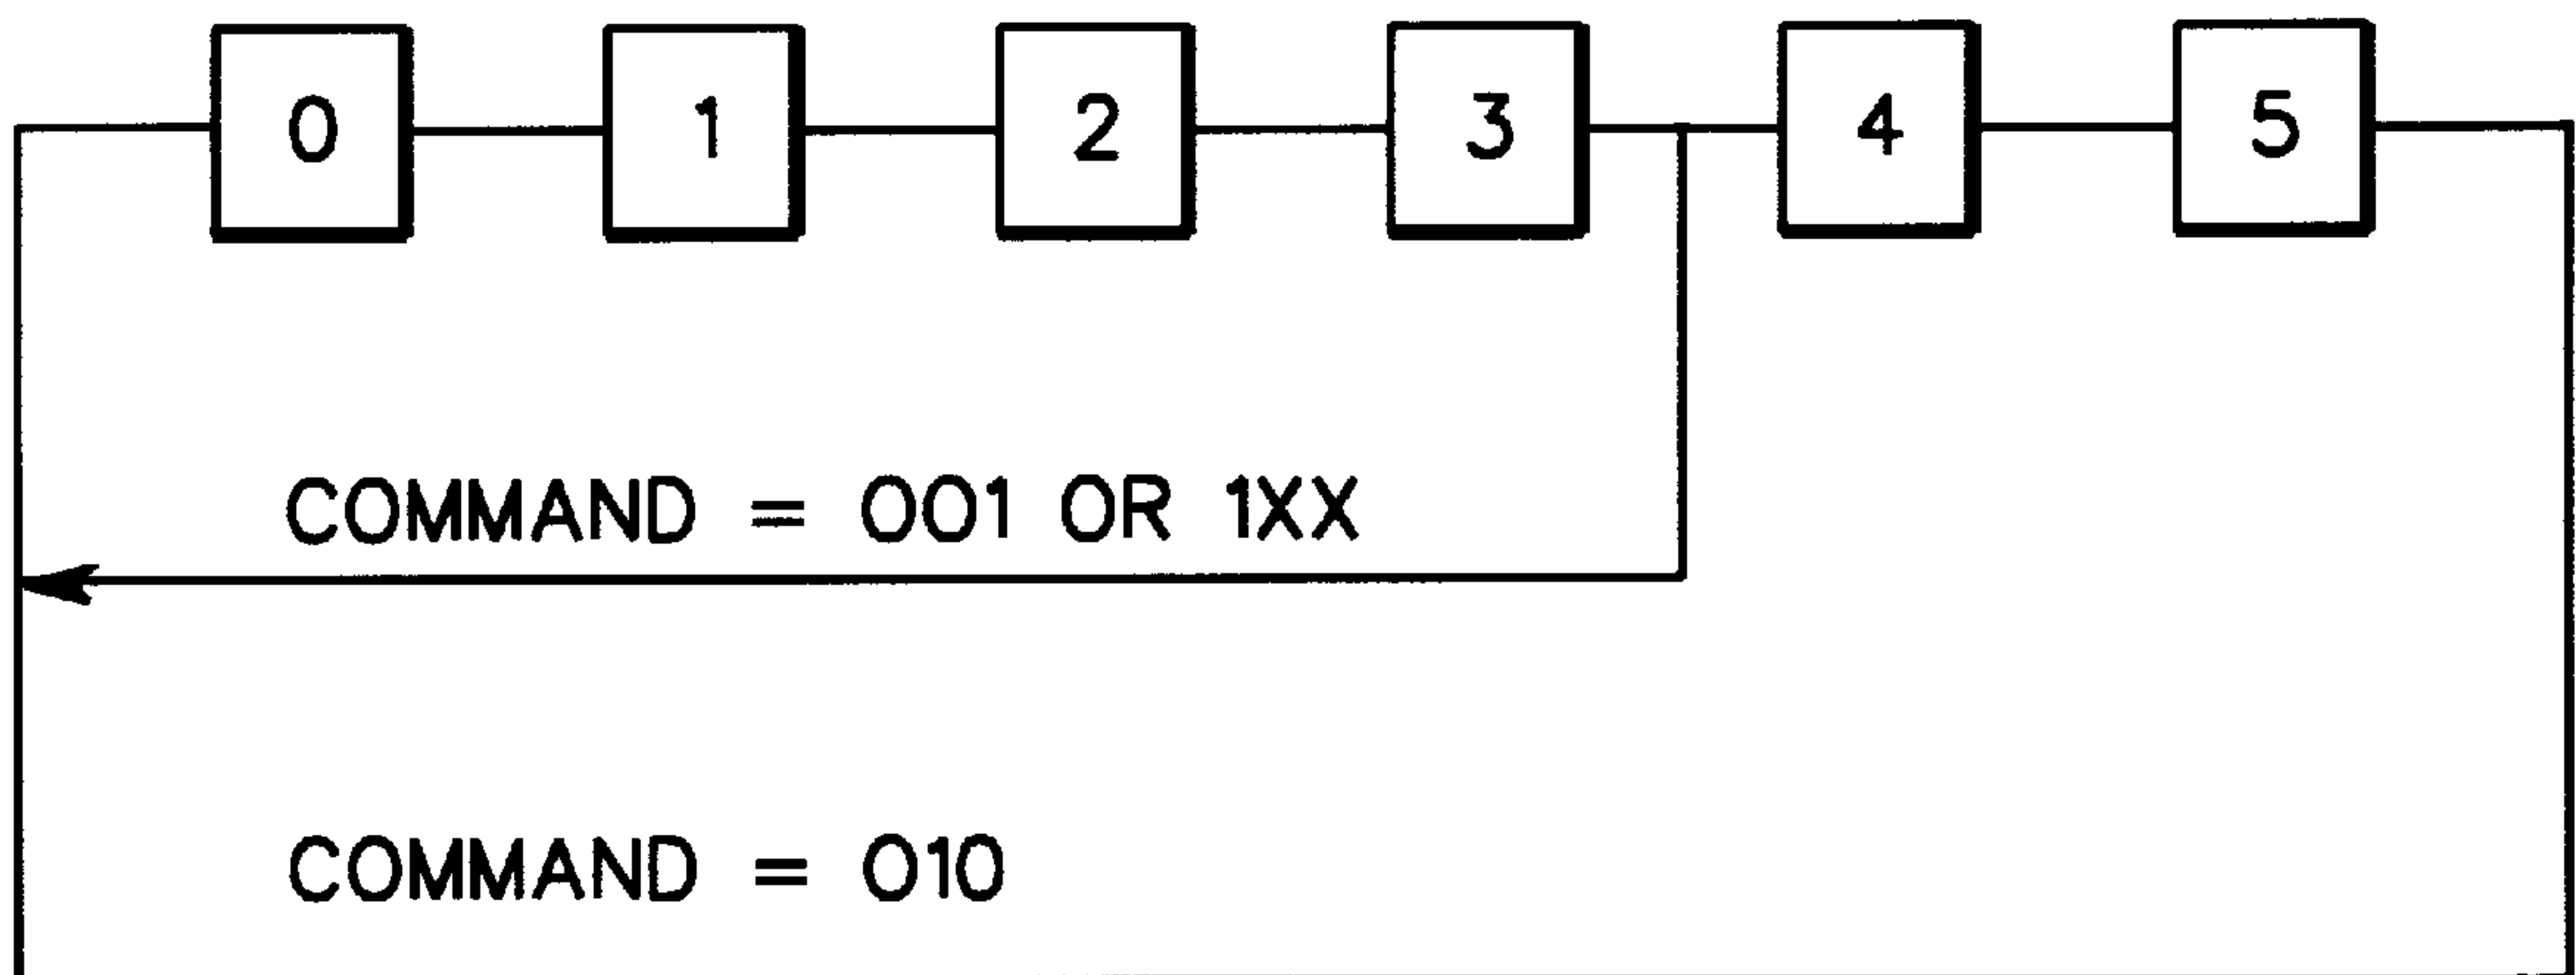 0 1 2 3 4 5
COMMAND = 001 OR 1XX
COMMAND = 010